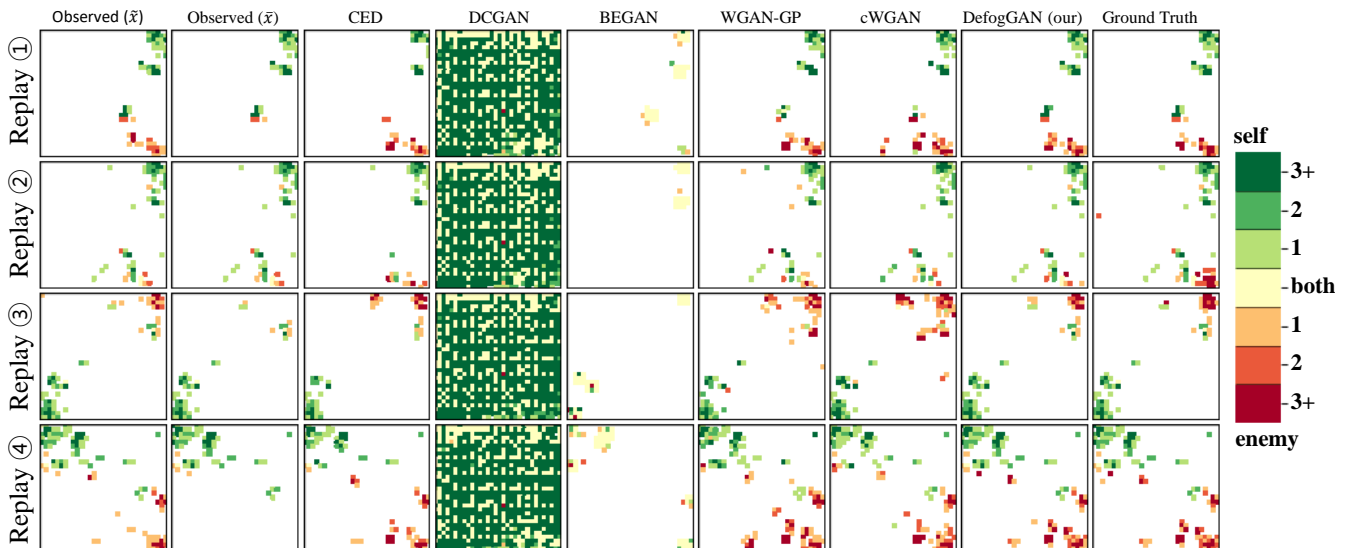 Observed (x̃) Observed (x̄) CED DCGAN BEGAN WGAN-GP cWGAN DefogGAN (our) Ground Truth
Replay ①
Replay ②
Replay ③
Replay ④
self
3+
2
1
both
1
2
3+
enemy